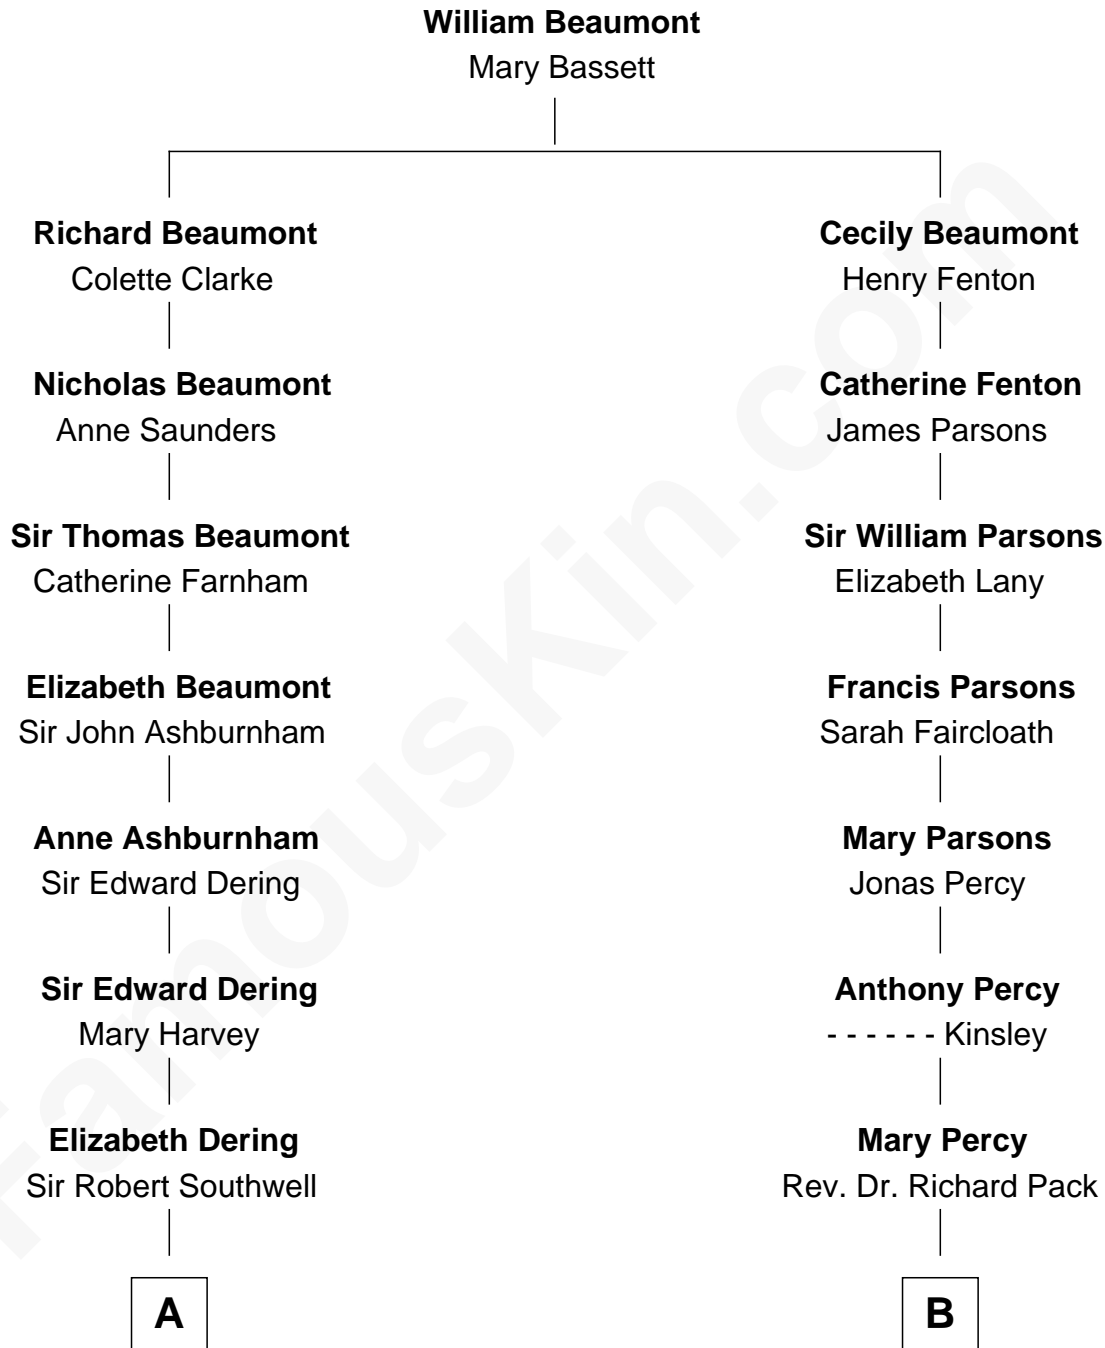 William Beaumont
Mary Bassett
Richard Beaumont
Colette Clarke
Cecily Beaumont
Henry Fenton
Nicholas Beaumont
Anne Saunders
Catherine Fenton
James Parsons
Sir Thomas Beaumont
Catherine Farnham
Sir William Parsons
Elizabeth Lany
Elizabeth Beaumont
Sir John Ashburnham
Francis Parsons
Sarah Faircloath
Anne Ashburnham
Sir Edward Dering
Mary Parsons
Jonas Percy
Sir Edward Dering
Mary Harvey
Anthony Percy
- - - - - - Kinsley
Elizabeth Dering
Sir Robert Southwell
Mary Percy
Rev. Dr. Richard Pack
A
B
FamousKin.com